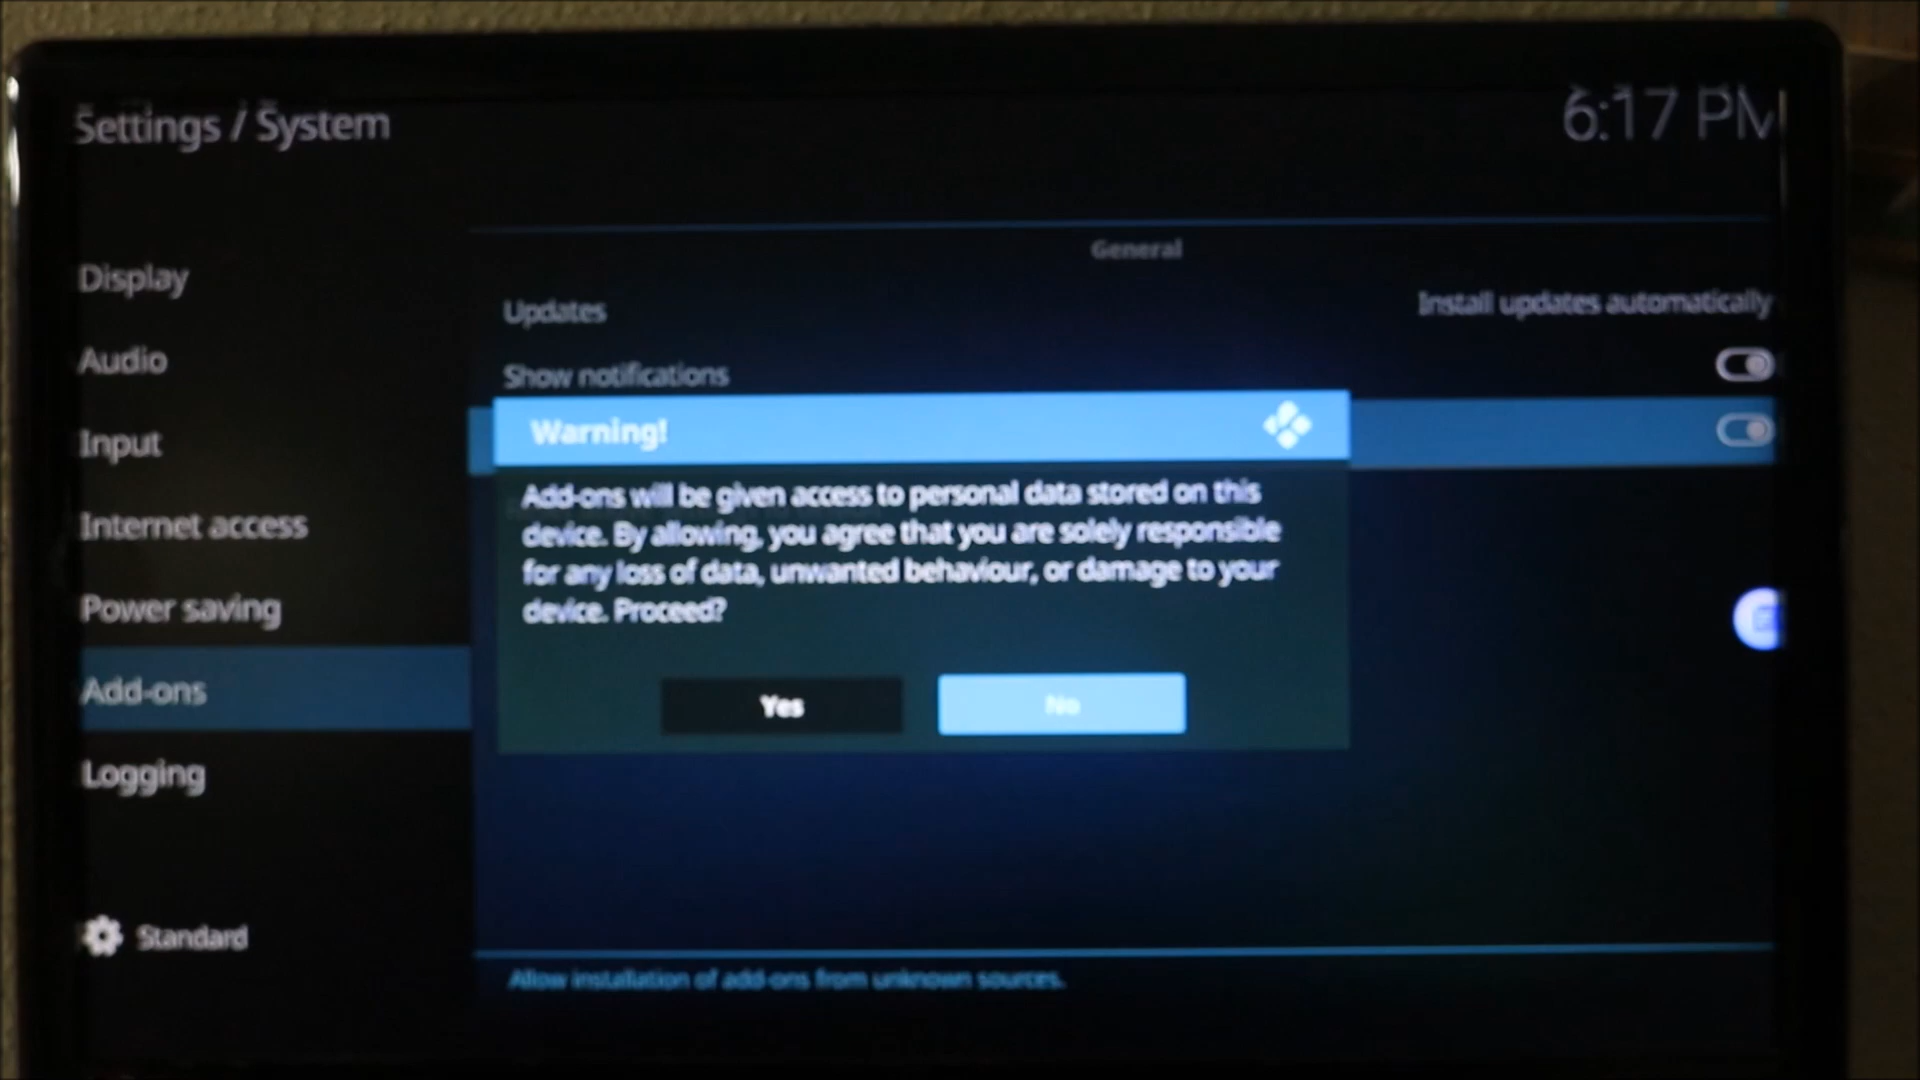 Settings / System
6:17 PM
General
Display
Updates
Install updates automatically
Audio
Show notifications
Warning!
Input
Add-ons will be given access to personal data stored on this
device. By allowing, you agree that you are solely responsible
for any loss of data, unwanted behaviour, or damage to your
device. Proceed?
Internet access
Power saving
Add-ons
Yes
No
Logging
Standard
Allow installation of add-ons from unknown sources.